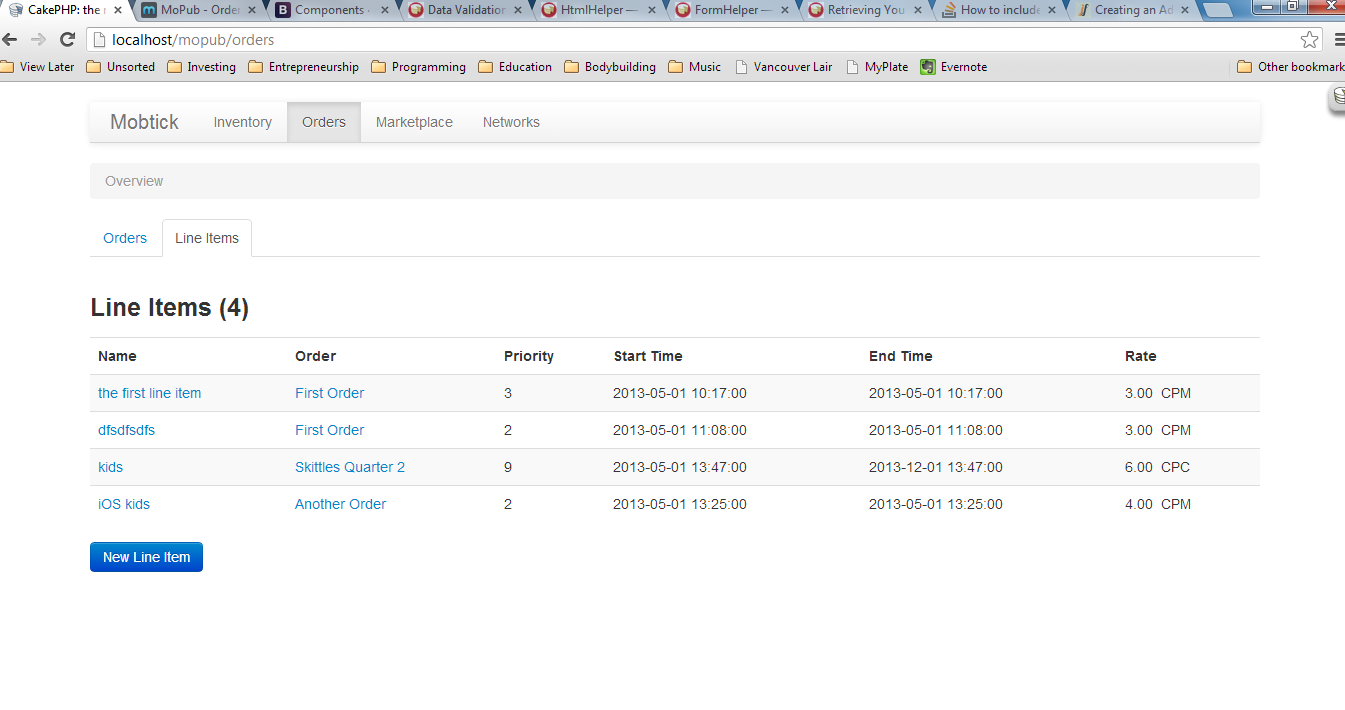 CakePHP: the r
MoPub - Order
Components -
Data Validation
HtmlHelper —
FormHelper —
Retrieving You
How to include
Creating an Ad
localhost/mopub/orders
View Later Unsorted Investing Entrepreneurship Programming Education Bodybuilding Music Vancouver Lair MyPlate Evernote Other bookmark
Mobtick Inventory Orders Marketplace Networks
Overview
Orders Line Items
Line Items (4)
Name Order Priority Start Time End Time Rate
the first line item First Order 3 2013-05-01 10:17:00 2013-05-01 10:17:00 3.00 CPM
dfsdfsdfs First Order 2 2013-05-01 11:08:00 2013-05-01 11:08:00 3.00 CPM
kids Skittles Quarter 2 9 2013-05-01 13:47:00 2013-12-01 13:47:00 6.00 CPC
iOS kids Another Order 2 2013-05-01 13:25:00 2013-05-01 13:25:00 4.00 CPM
New Line Item